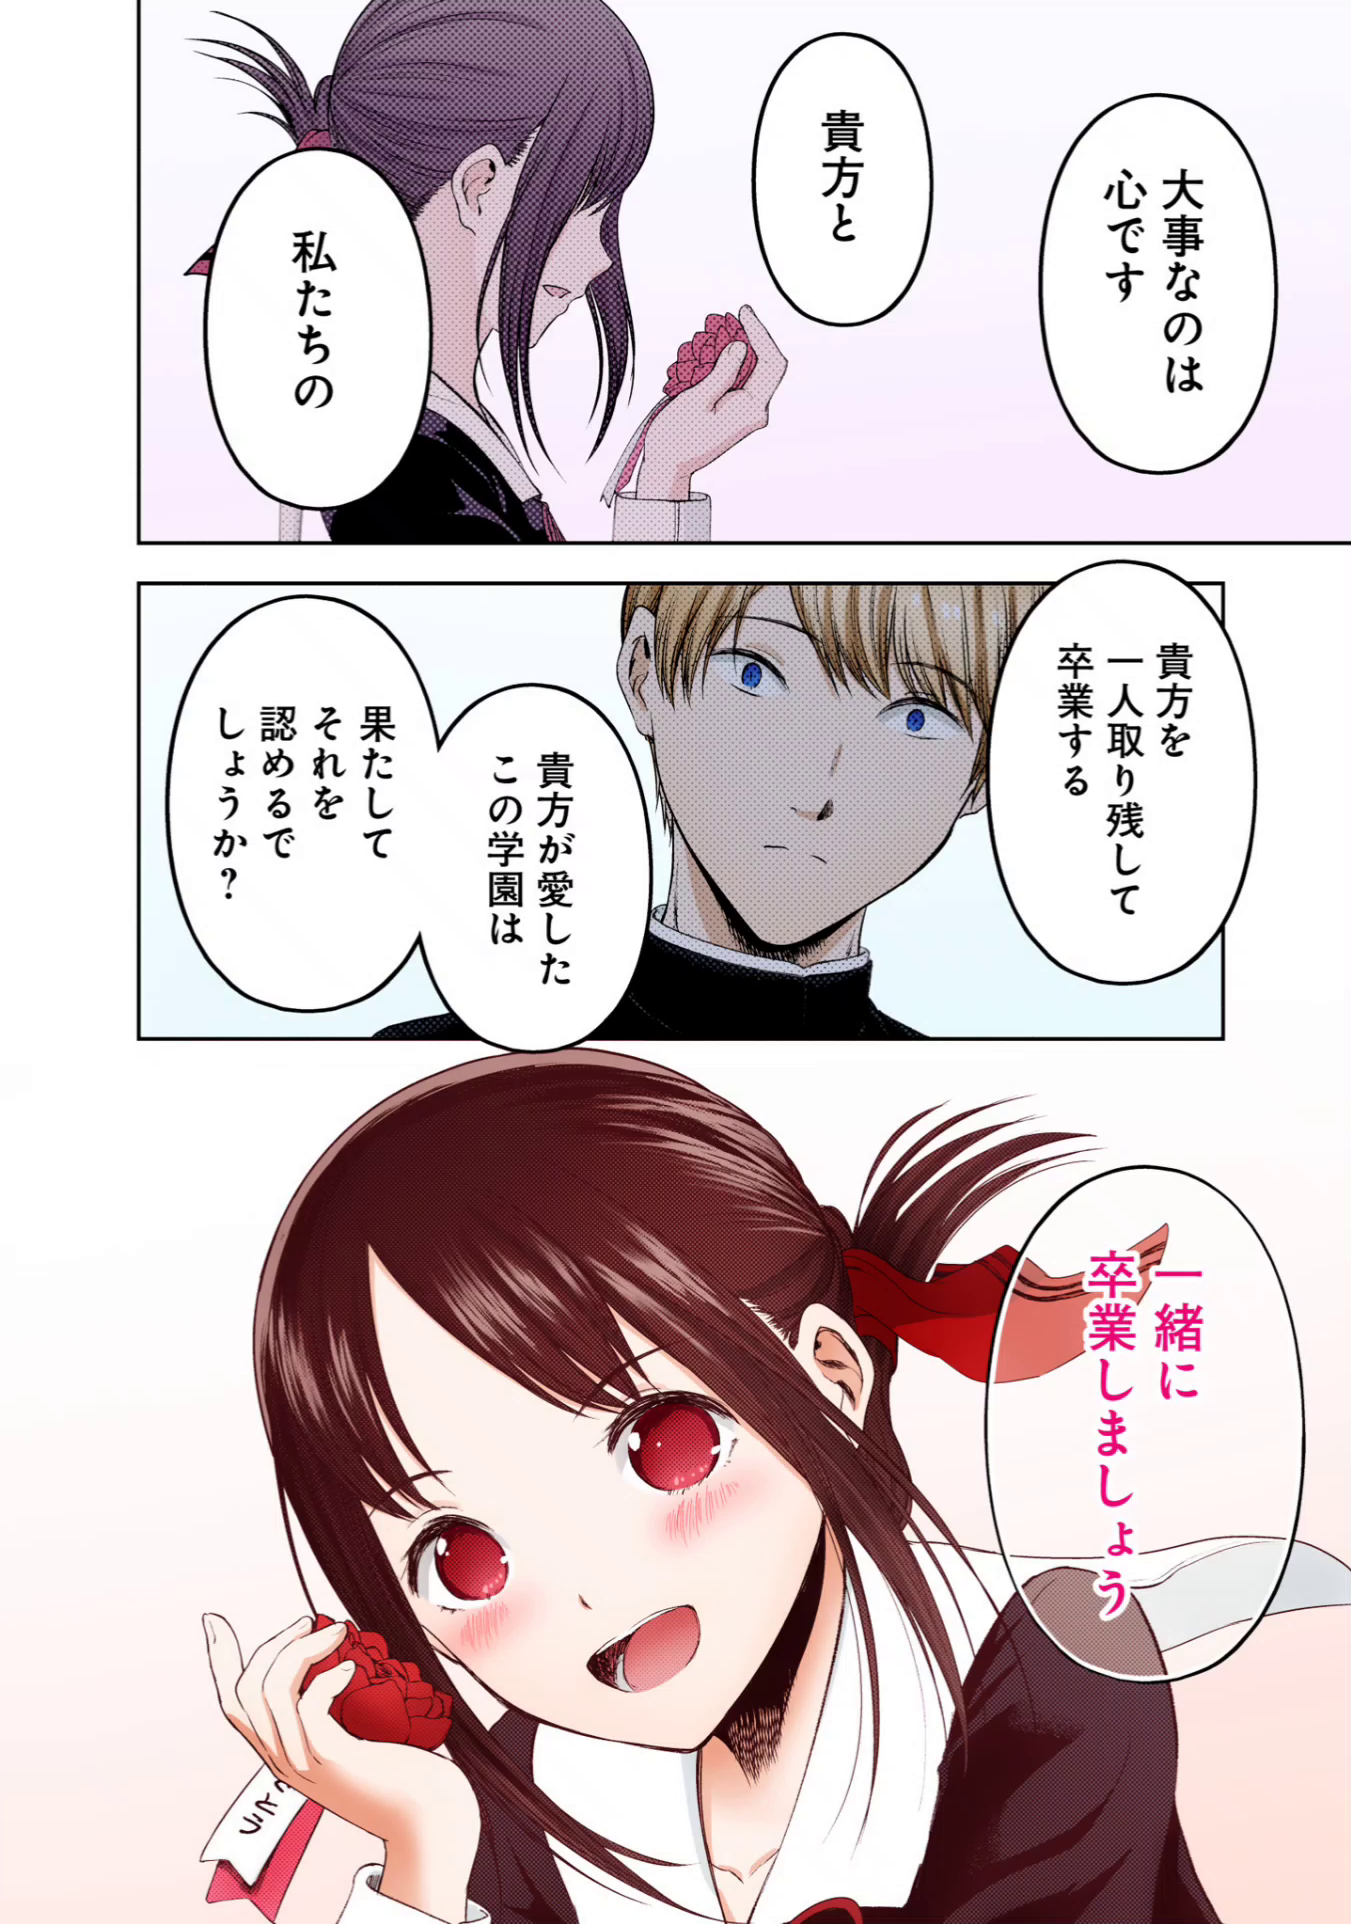 大事なのは
心です
貴方と
私たちの
貴方を
一人取り残して
卒業する
貴方が愛した
この学園は
果たして
それを
認めるで
しょうか？
一緒に
卒業しましょう